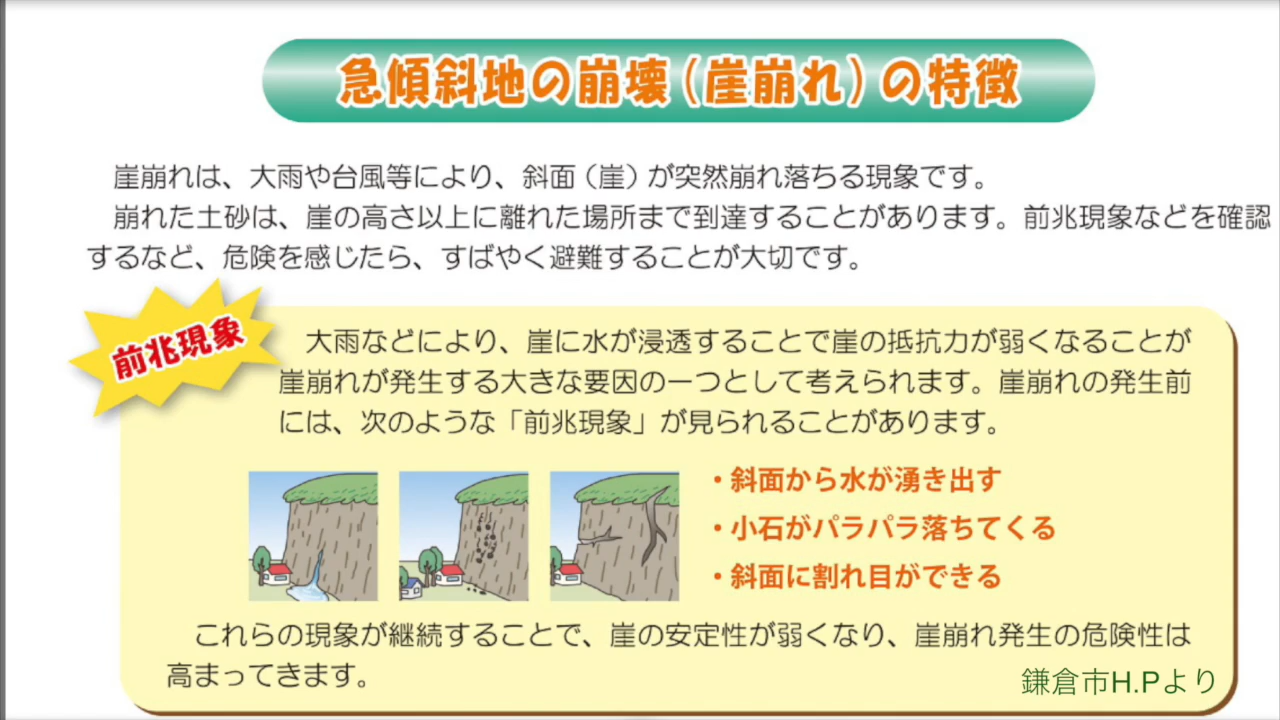 急傾斜地の崩壊（崖崩れ）の特徴
崖崩れは、大雨や台風等により、斜面（崖）が突然崩れ落ちる現象です。
崩れた土砂は、崖の高さ以上に離れた場所まで到達することがあります。前兆現象などを確認
するなど、危険を感じたら、すばやく避難することが大切です。
前兆現象
大雨などにより、崖に水が浸透することで崖の抵抗力が弱くなることが
崖崩れが発生する大きな要因の一つとして考えられます。崖崩れの発生前
には、次のような「前兆現象」が見られることがあります。
・斜面から水が湧き出す
・小石がパラパラ落ちてくる
・斜面に割れ目ができる
これらの現象が継続することで、崖の安定性が弱くなり、崖崩れ発生の危険性は
高まってきます。
鎌倉市H.Pより